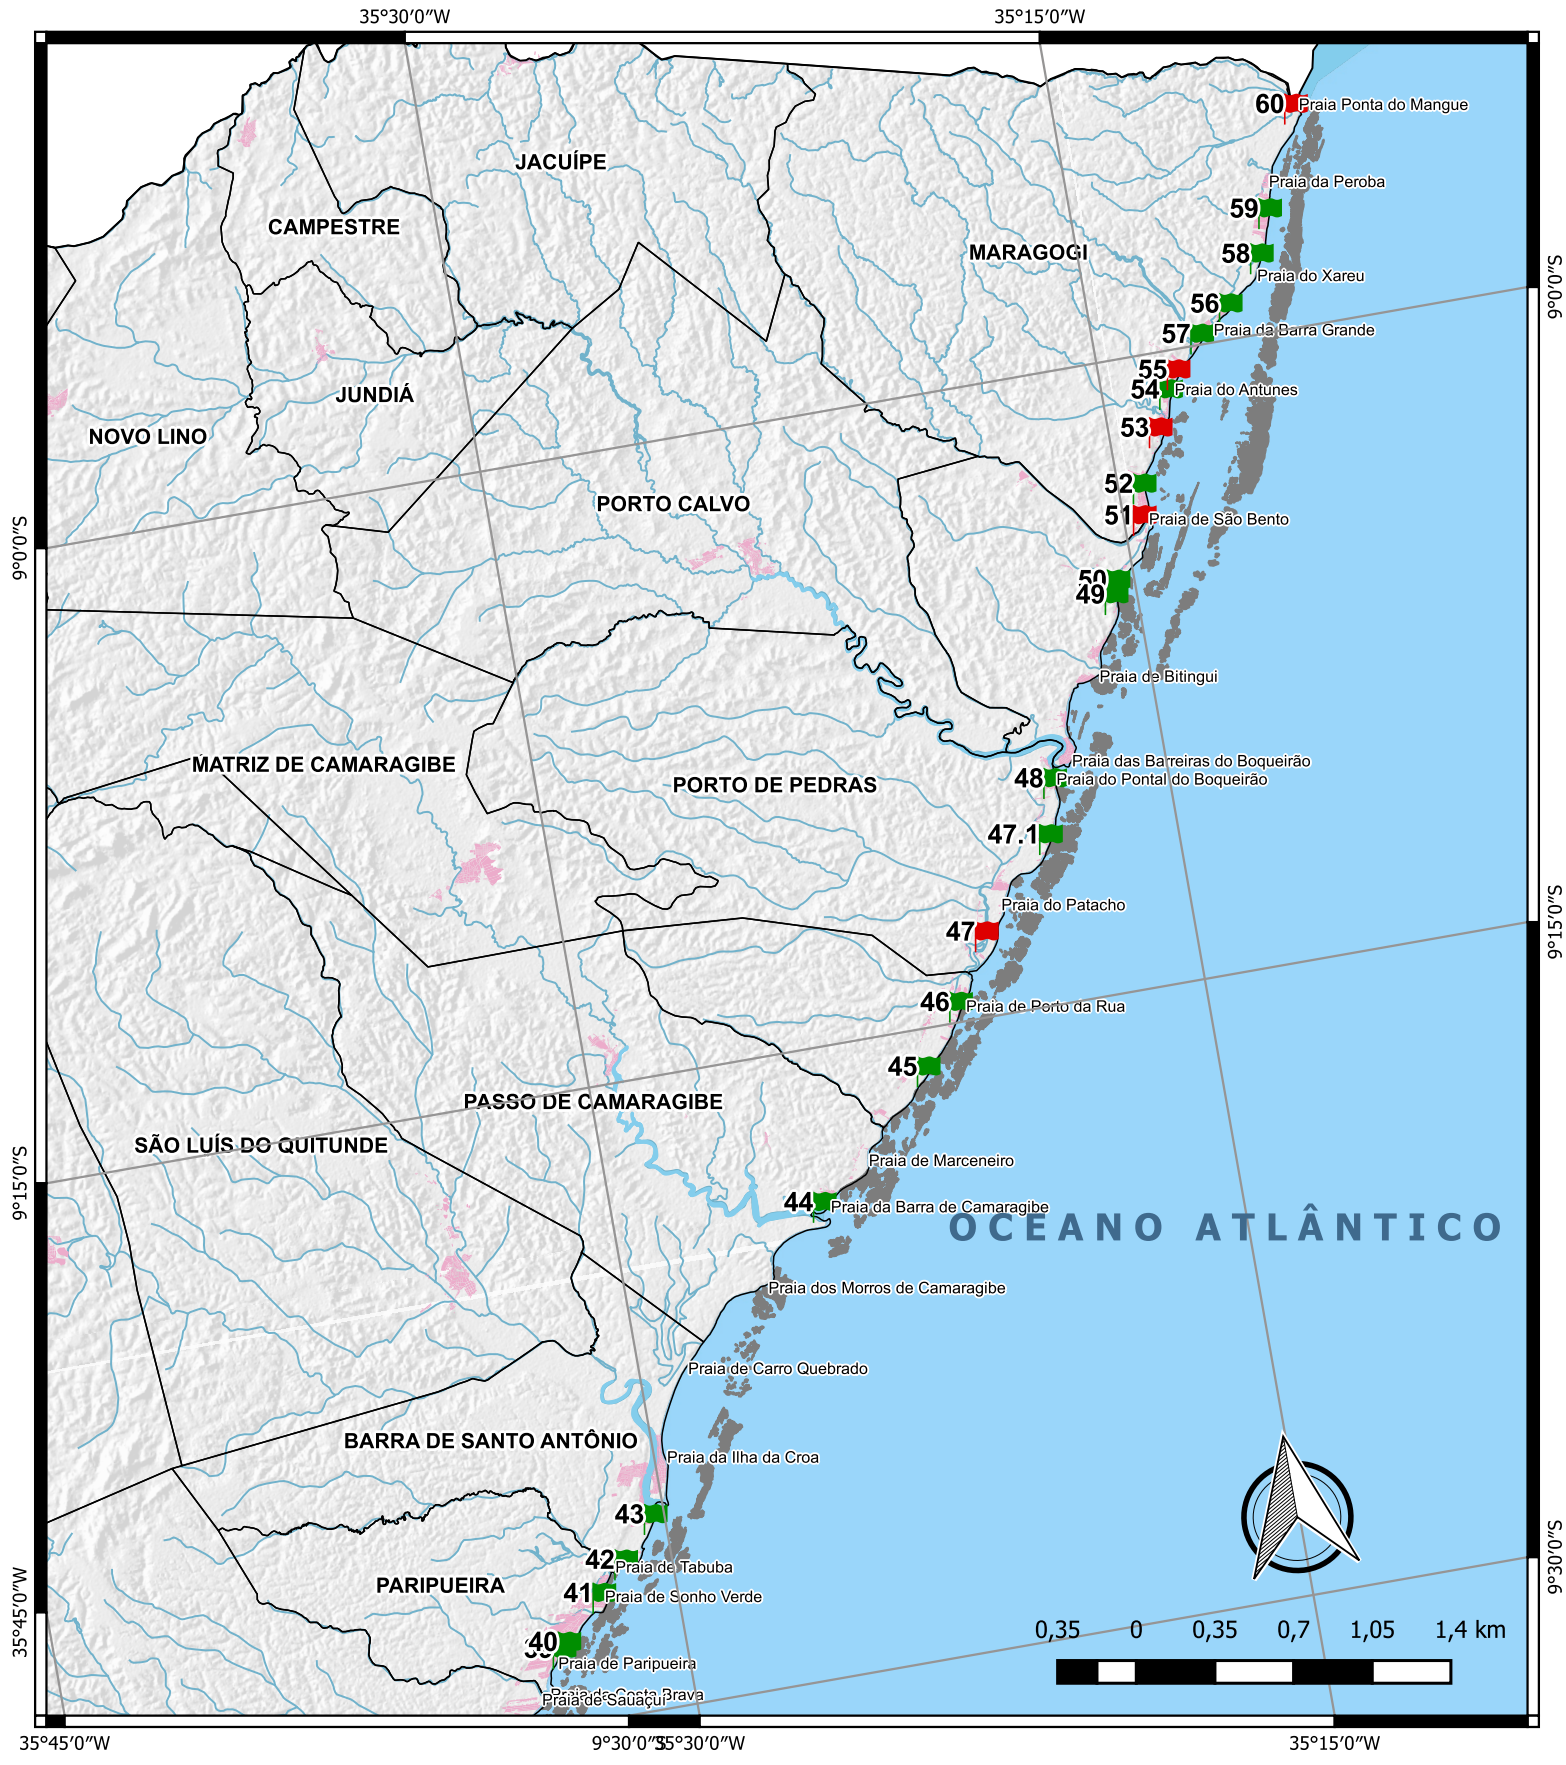 35°30′0″W
35°15′0″W
60
Praia Ponta do Mangue
JACUÍPE
Praia da Peroba
59
CAMPESTRE
MARAGOGI
58
Praia do Xareu
9°0′0″S
56
57
Praia da Barra Grande
55
54
Praia do Antunes
JUNDIÁ
53
NOVO LINO
52
PORTO CALVO
51
Praia de São Bento
9°0′0″S
50
49
Praia de Bitingui
MATRIZ DE CAMARAGIBE
Praia das Barreiras do Boqueirão
48
Praia do Pontal do Boqueirão
PORTO DE PEDRAS
47.1
Praia do Patacho
9°15′0″S
47
46
Praia de Porto da Rua
45
PASSO DE CAMARAGIBE
SÃO LUÍS DO QUITUNDE
Praia de Marceneiro
9°15′0″S
44
Praia da Barra de Camaragibe
OCEANO ATLÂNTICO
Praia dos Morros de Camaragibe
Praia de Carro Quebrado
BARRA DE SANTO ANTÔNIO
Praia da Ilha da Croa
43
42
Praia de Tabuba
9°30′0″S
PARIPUEIRA
41
Praia de Sonho Verde
35°45′0″W
0,35 0 0,35 0,7 1,05 1,4 km
40
Praia de Paripueira
Praia da Costa Brava
Praia de Sauaçuí
35°45′0″W
9°30′0″S
35°30′0″W
35°15′0″W